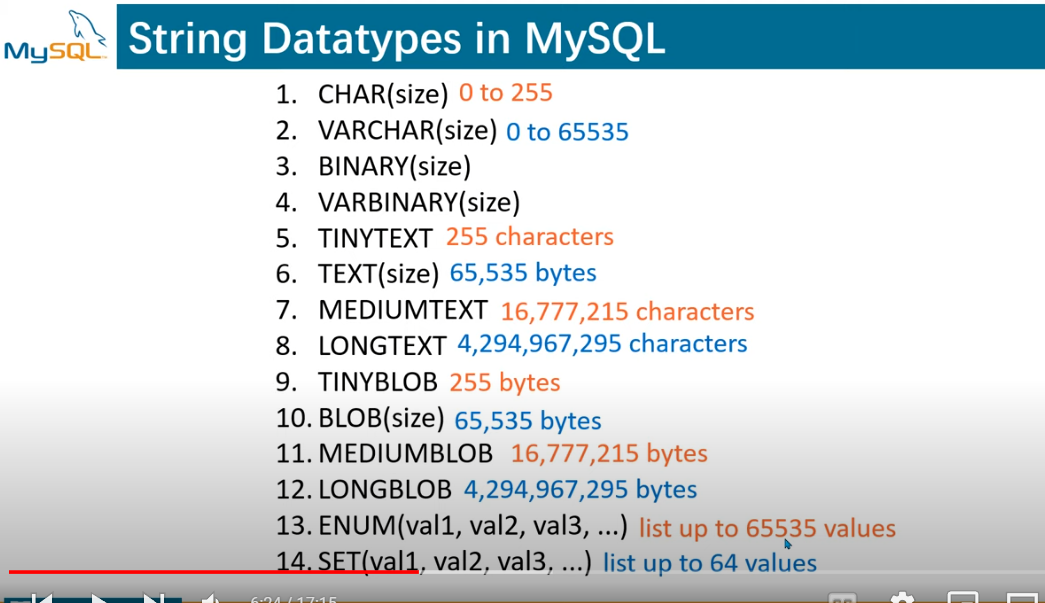 MySQL
String Datatypes in MySQL
1. CHAR(size) 0 to 255
2. VARCHAR(size) 0 to 65535
3. BINARY(size)
4. VARBINARY(size)
5. TINYTEXT 255 characters
6. TEXT(size) 65,535 bytes
7. MEDIUMTEXT 16,777,215 characters
8. LONGTEXT 4,294,967,295 characters
9. TINYBLOB 255 bytes
10. BLOB(size) 65,535 bytes
11. MEDIUMBLOB 16,777,215 bytes
12. LONGBLOB 4,294,967,295 bytes
13. ENUM(val1, val2, val3, ...) list up to 65535 values
14. SET(val1, val2, val3, ...) list up to 64 values
6:24 / 17:15